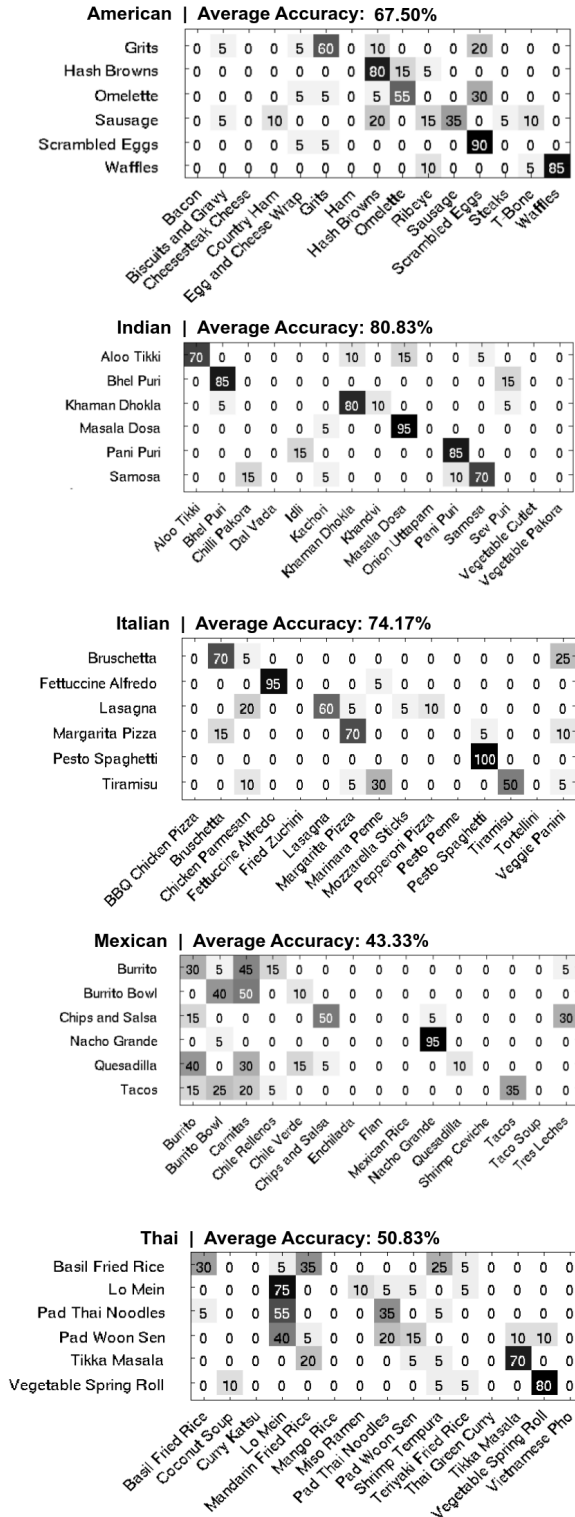 American | Average Accuracy: 67.50%
Grits 0 5 0 0 5 60 0 10 0 0 0 20 0 0 0
Hash Browns 0 0 0 0 0 0 0 80 15 5 0 0 0 0 0
Omelette 0 0 0 0 5 5 0 5 55 0 0 30 0 0 0
Sausage 0 5 0 10 0 0 0 20 0 15 35 0 5 10 0
Scrambled Eggs 0 0 0 0 5 5 0 0 0 0 0 90 0 0 0
Waffles 0 0 0 0 0 0 0 0 0 10 0 0 0 5 85
Bacon
Biscuits and Gravy
Cheesesteak Cheese
Country Ham
Egg and Cheese Wrap
Grits
Ham
Hash Browns
Omelette
Ribeye
Sausage
Scrambled Eggs
Steaks
T Bone
Waffles
Indian | Average Accuracy: 80.83%
Aloo Tikki 70 0 0 0 0 0 10 0 15 0 0 5 0 0 0
Bhel Puri 0 85 0 0 0 0 0 0 0 0 0 0 15 0 0
Khaman Dhokla 0 5 0 0 0 0 80 10 0 0 0 0 5 0 0
Masala Dosa 0 0 0 0 0 5 0 0 95 0 0 0 0 0 0
Pani Puri 0 0 0 0 15 0 0 0 0 0 85 0 0 0 0
Samosa 0 0 15 0 0 5 0 0 0 0 10 70 0 0 0
Aloo Tikki
Bhel Puri
Chilli Pakora
Dal Vada
Idli
Kachori
Khaman Dhokla
Khandvi
Masala Dosa
Onion Uttapam
Pani Puri
Samosa
Sev Puri
Vegetable Cutlet
Vegetable Pakora
Italian | Average Accuracy: 74.17%
Bruschetta 0 70 5 0 0 0 0 0 0 0 0 0 0 0 25
Fettuccine Alfredo 0 0 0 95 0 0 0 5 0 0 0 0 0 0 0
Lasagna 0 0 20 0 0 60 5 0 5 10 0 0 0 0 0
Margarita Pizza 0 15 0 0 0 0 70 0 0 0 0 5 0 0 10
Pesto Spaghetti 0 0 0 0 0 0 0 0 0 0 0 100 0 0 0
Tiramisu 0 0 10 0 0 0 5 30 0 0 0 0 50 0 5
BBQ Chicken Pizza
Bruschetta
Chicken Parmesan
Fettuccine Alfredo
Fried Zuchini
Lasagna
Margarita Pizza
Marinara Penne
Mozzarella Sticks
Pepperoni Pizza
Pesto Penne
Pesto Spaghetti
Tiramisu
Tortellini
Veggie Panini
Mexican | Average Accuracy: 43.33%
Burrito 30 5 45 15 0 0 0 0 0 0 0 0 0 0 5
Burrito Bowl 0 40 50 0 10 0 0 0 0 0 0 0 0 0 0
Chips and Salsa 15 0 0 0 0 50 0 0 0 5 0 0 0 0 30
Nacho Grande 0 5 0 0 0 0 0 0 0 95 0 0 0 0 0
Quesadilla 40 0 30 0 15 5 0 0 0 0 10 0 0 0 0
Tacos 15 25 20 5 0 0 0 0 0 0 0 0 35 0 0
Burrito
Burrito Bowl
Carnitas
Chile Rellenos
Chile Verde
Chips and Salsa
Enchilada
Flan
Mexican Rice
Nacho Grande
Quesadilla
Shrimp Ceviche
Tacos
Taco Soup
Tres Leches
Thai | Average Accuracy: 50.83%
Basil Fried Rice 30 0 0 5 35 0 0 0 0 25 5 0 0 0 0
Lo Mein 0 0 0 75 0 0 10 5 5 0 5 0 0 0 0
Pad Thai Noodles 5 0 0 55 0 0 0 35 0 5 0 0 0 0 0
Pad Woon Sen 0 0 0 40 5 0 0 20 15 0 0 0 10 10 0
Tikka Masala 0 0 0 0 20 0 0 0 5 5 0 0 70 0 0
Vegetable Spring Roll 0 10 0 0 0 0 0 0 0 5 5 0 0 80 0
Basil Fried Rice
Coconut Soup
Curry Katsu
Lo Mein
Mandarin Fried Rice
Mango Rice
Miso Ramen
Pad Thai Noodles
Pad Woon Sen
Shrimp Tempura
Teriyaki Fried Rice
Thai Green Curry
Tikka Masala
Vegetable Spring Roll
Vietnamese Pho